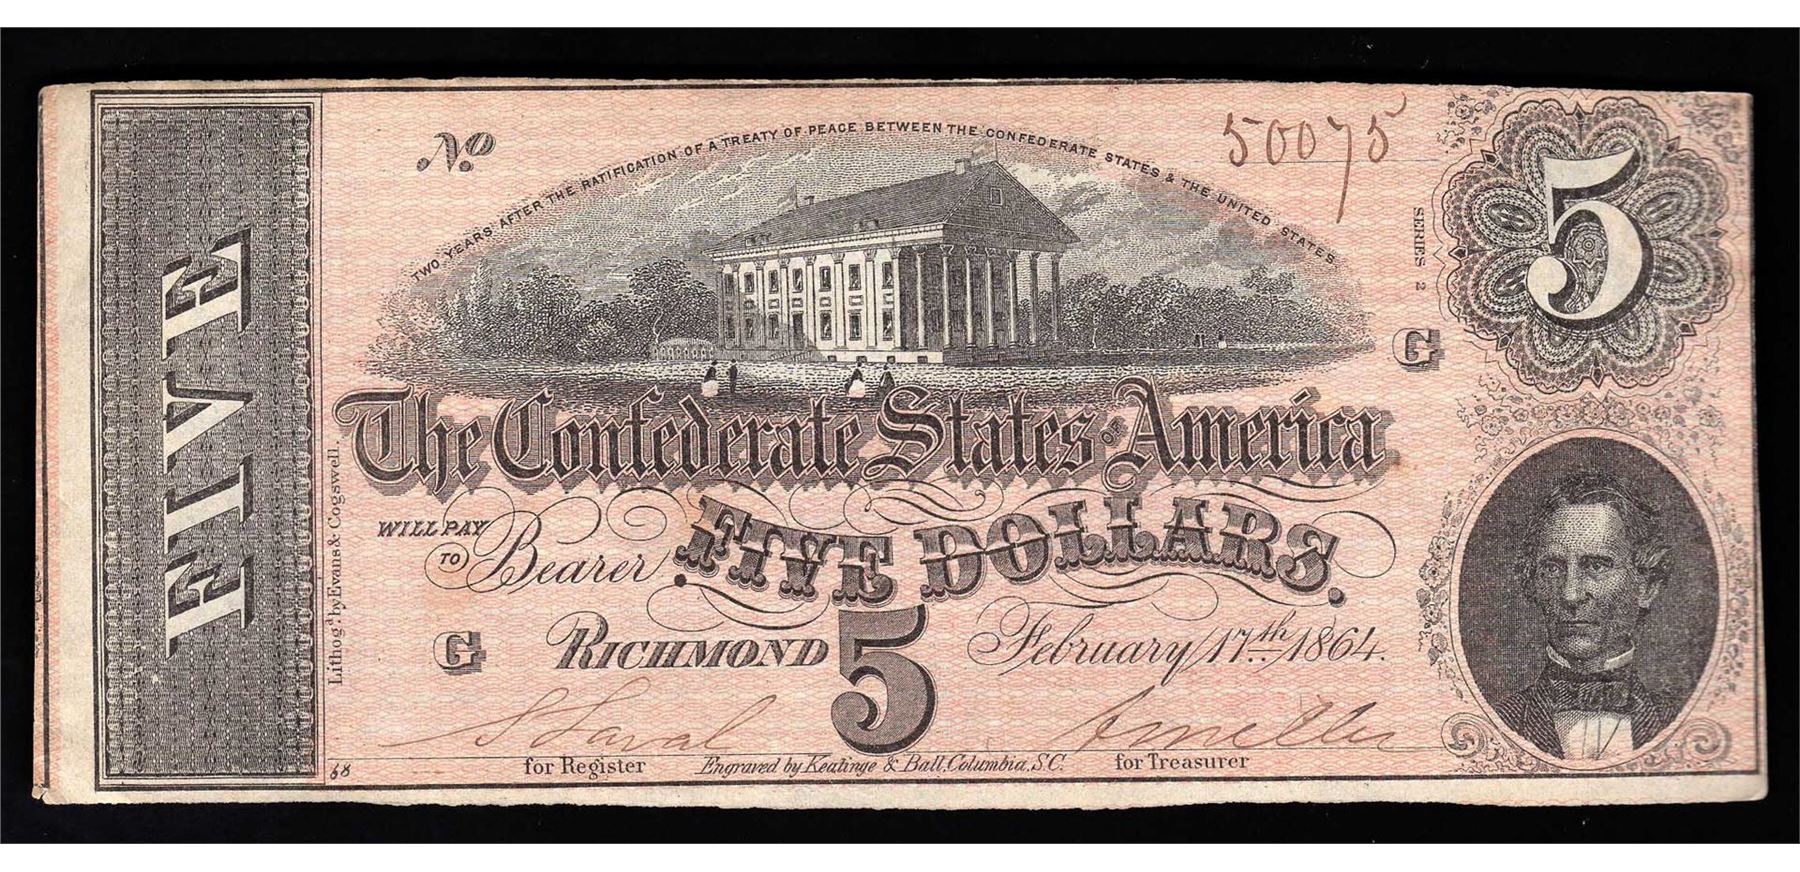 FIVE
No
TWO YEARS AFTER THE RATIFICATION OF A TREATY OF PEACE BETWEEN THE CONFEDERATE STATES & THE UNITED STATES
50075
5
SERIES 2
G
The Confederate States OF America
WILL PAY
TO Bearer
FIVE DOLLARS.
G
RICHMOND
5
February 17th 1864.
Lithogd. by Evans & Cogswell
68
for Register
Engraved by Keatinge & Ball, Columbia, S.C.
for Treasurer